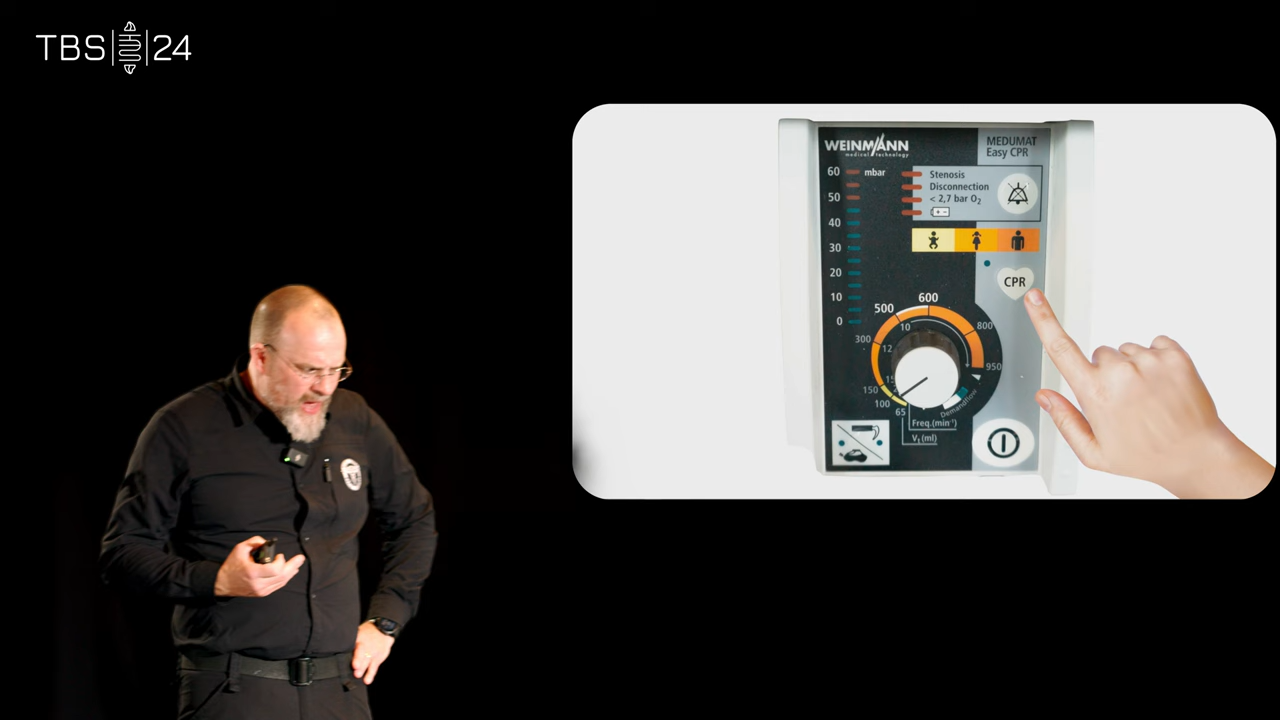 TBS 24
WEINMANN
medical technology
MEDUMAT
Easy CPR
60 mbar
50
40
30
20
10
0
Stenosis
Disconnection
< 2,7 bar O₂
CPR
600
500
800
10
300
12
950
15
150
100
65
Demandflow
Freq.(min⁻¹)
Vₜ(ml)